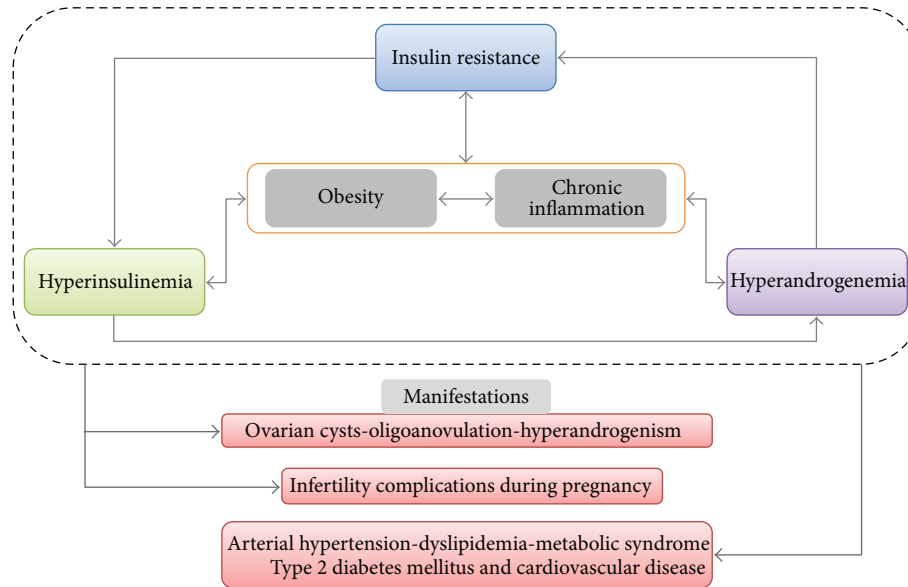 Insulin resistance
Obesity
Chronic
inflammation
Hyperinsulinemia
Hyperandrogenemia
Manifestations
Ovarian cysts-oligoanovulation-hyperandrogenism
Infertility complications during pregnancy
Arterial hypertension-dyslipidemia-metabolic syndrome
Type 2 diabetes mellitus and cardiovascular disease